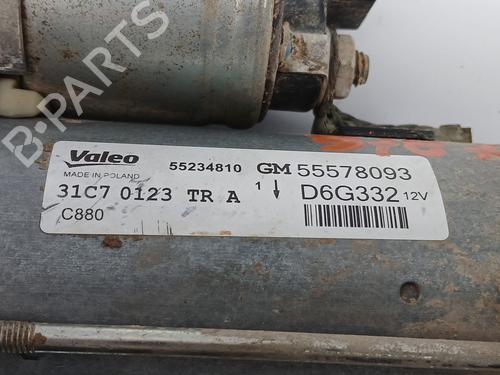 B-PARTS
Valeo 55234810 GM 55578093
MADE IN POLAND
31C7 0123 TR A 1 ↓ D6G332 12V
C880